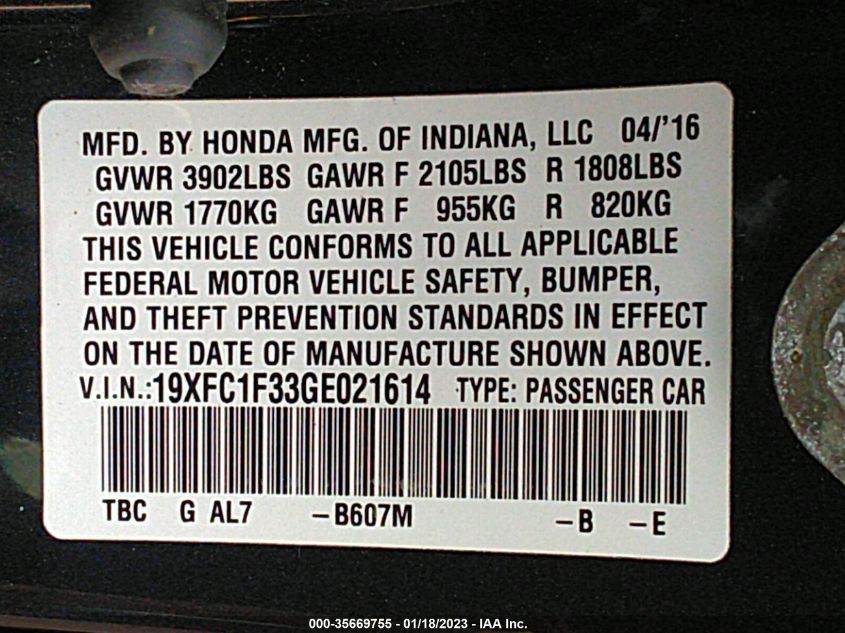 MFD. BY HONDA MFG. OF INDIANA, LLC 04/'16
GVWR 3902LBS GAWR F 2105LBS R 1808LBS
GVWR 1770KG GAWR F 955KG R 820KG
THIS VEHICLE CONFORMS TO ALL APPLICABLE
FEDERAL MOTOR VEHICLE SAFETY, BUMPER,
AND THEFT PREVENTION STANDARDS IN EFFECT
ON THE DATE OF MANUFACTURE SHOWN ABOVE.
V.I.N.:19XFC1F33GE021614 TYPE: PASSENGER CAR
TBC G AL7 -B607M -B -E
000-35669755 - 01/18/2023 - IAA Inc.